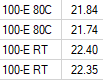 100-E 80C 21.84
100-E 80C 21.74
100-E RT 22.40
100-E RT 22.35